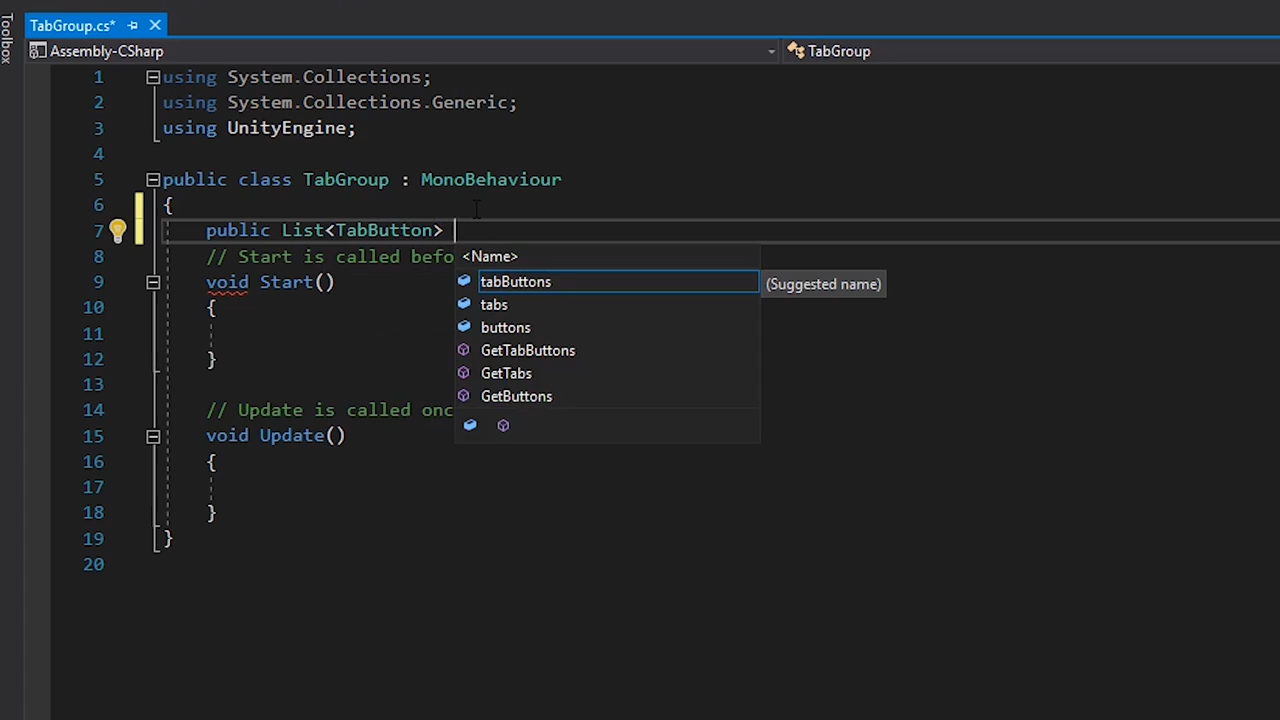 Toolbox
TabGroup.cs*
Assembly-CSharp
TabGroup
1 using System.Collections;
2 using System.Collections.Generic;
3 using UnityEngine;
4
5 public class TabGroup : MonoBehaviour
6 {
7 public List<TabButton>
8 // Start is called befo
9 void Start()
10 {
11
12 }
13
14 // Update is called onc
15 void Update()
16 {
17
18 }
19 }
20
<Name>
tabButtons
tabs
buttons
GetTabButtons
GetTabs
GetButtons
(Suggested name)